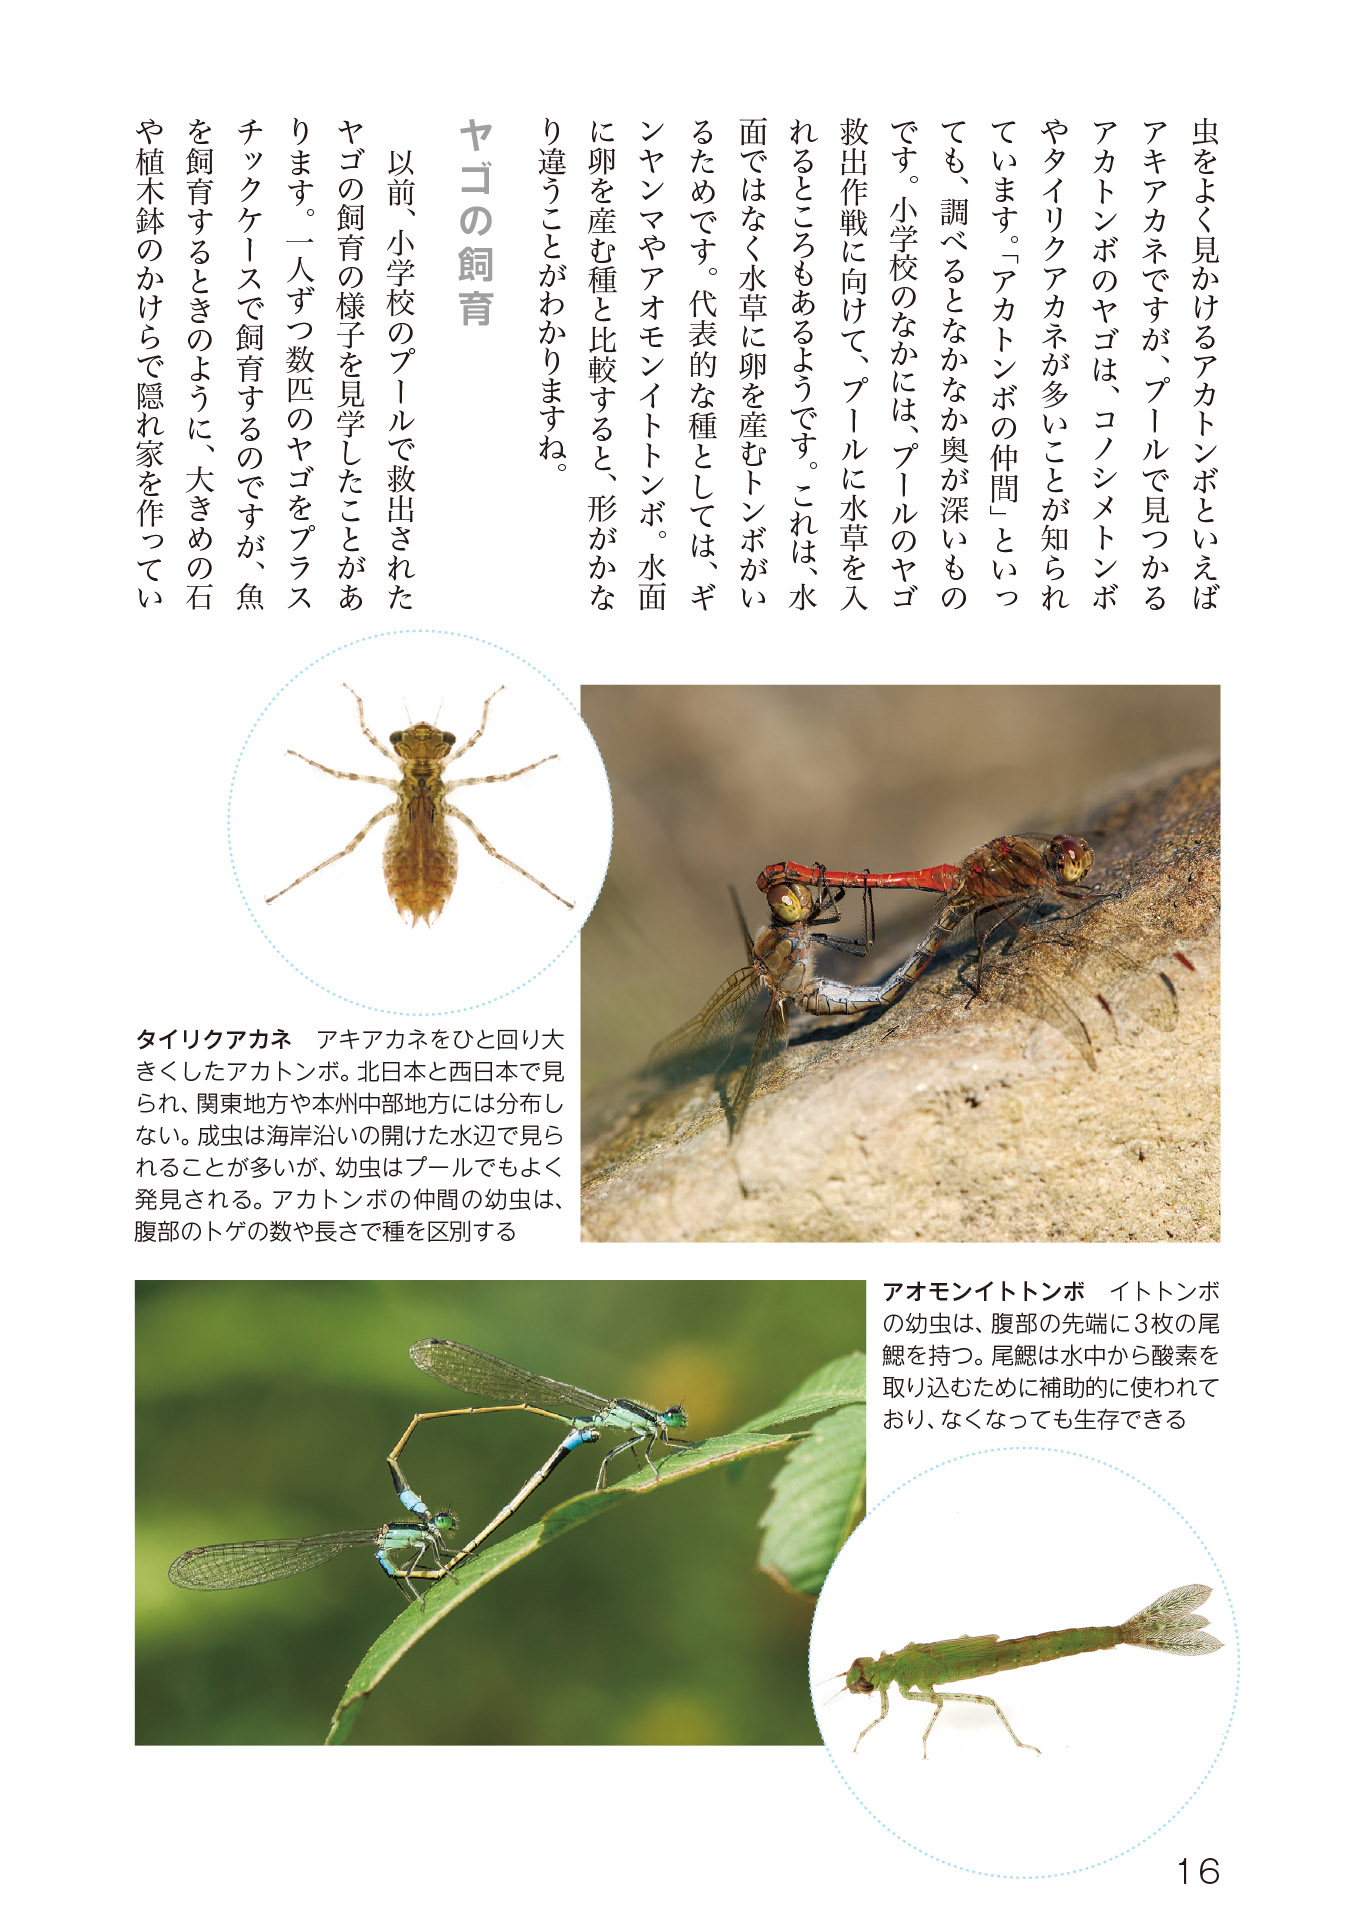 虫をよく見かけるアカトンボといえば
アキアカネですが、プールで見つかる
アカトンボのヤゴは、コノシメトンボ
やタイリクアカネが多いことが知られ
ています。「アカトンボの仲間」といっ
ても、調べるとなかなか奥が深いもの
です。小学校のなかには、プールのヤゴ
救出作戦に向けて、プールに水草を入
れるところもあるようです。これは、水
面ではなく水草に卵を産むトンボがい
るためです。代表的な種としては、ギ
ンヤンマやアオモンイトトンボ。水面
に卵を産む種と比較すると、形がかな
り違うことがわかりますね。
ヤゴの飼育
以前、小学校のプールで救出された
ヤゴの飼育の様子を見学したことがあ
ります。一人ずつ数匹のヤゴをプラス
チックケースで飼育するのですが、魚
を飼育するときのように、大きめの石
や植木鉢のかけらで隠れ家を作ってい
タイリクアカネ　アキアカネをひと回り大
きくしたアカトンボ。北日本と西日本で見
られ、関東地方や本州中部地方には分布し
ない。成虫は海岸沿いの開けた水辺で見ら
れることが多いが、幼虫はプールでもよく
発見される。アカトンボの仲間の幼虫は、
腹部のトゲの数や長さで種を区別する
アオモンイトトンボ　イトトンボ
の幼虫は、腹部の先端に3枚の尾
鰓を持つ。尾鰓は水中から酸素を
取り込むために補助的に使われて
おり、なくなっても生存できる
16